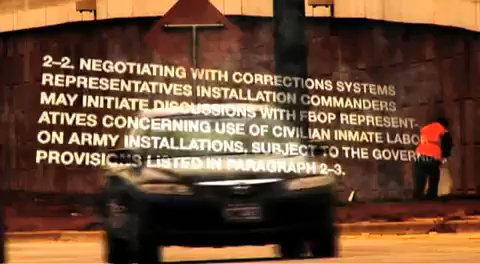 2–2. NEGOTIATING WITH CORRECTIONS SYSTEMS
REPRESENTATIVES INSTALLATION COMMANDERS
MAY INITIATE DISCUSSIONS WITH FBOP REPRESENT-
ATIVES CONCERNING USE OF CIVILIAN INMATE LABOR
ON ARMY INSTALLATIONS, SUBJECT TO THE GOVERN
PROVISIONS LISTED IN PARAGRAPH 2–3.